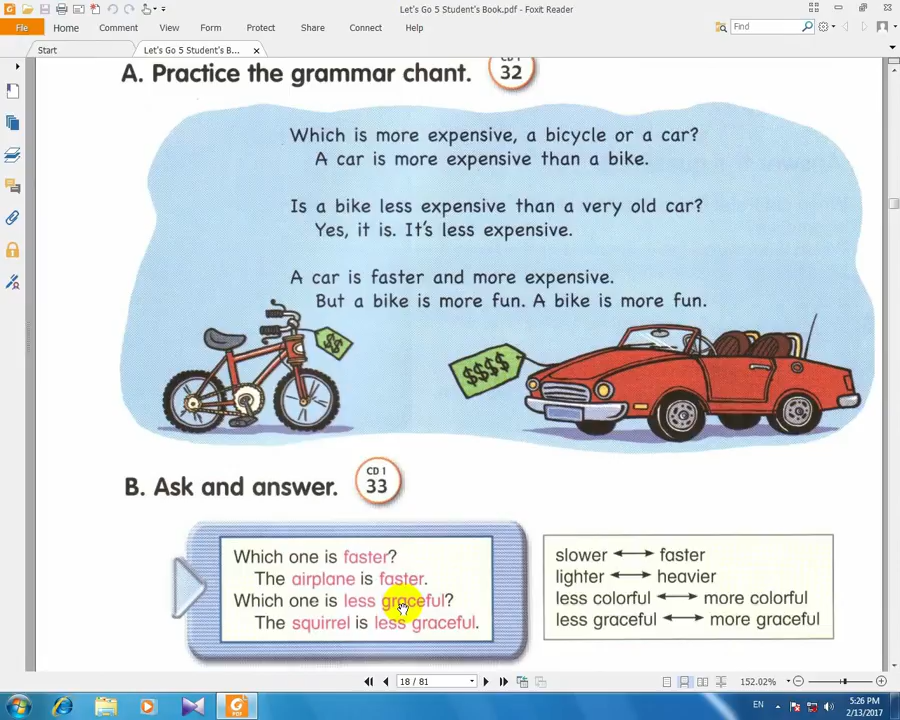 Let's Go 5 Student's Book.pdf - Foxit Reader
File Home Comment View Form Protect Share Connect Help
Find
Start
Let's Go 5 Student's B...
A. Practice the grammar chant.
CD 1
32
Which is more expensive, a bicycle or a car?
A car is more expensive than a bike.
Is a bike less expensive than a very old car?
Yes, it is. It's less expensive.
A car is faster and more expensive.
But a bike is more fun. A bike is more fun.
$$
$$$$
B. Ask and answer.
CD 1
33
Which one is faster?
The airplane is faster.
Which one is less graceful?
The squirrel is less graceful.
slower faster
lighter heavier
less colorful more colorful
less graceful more graceful
18 / 81
152.02%
EN
5:26 PM
2/13/2017